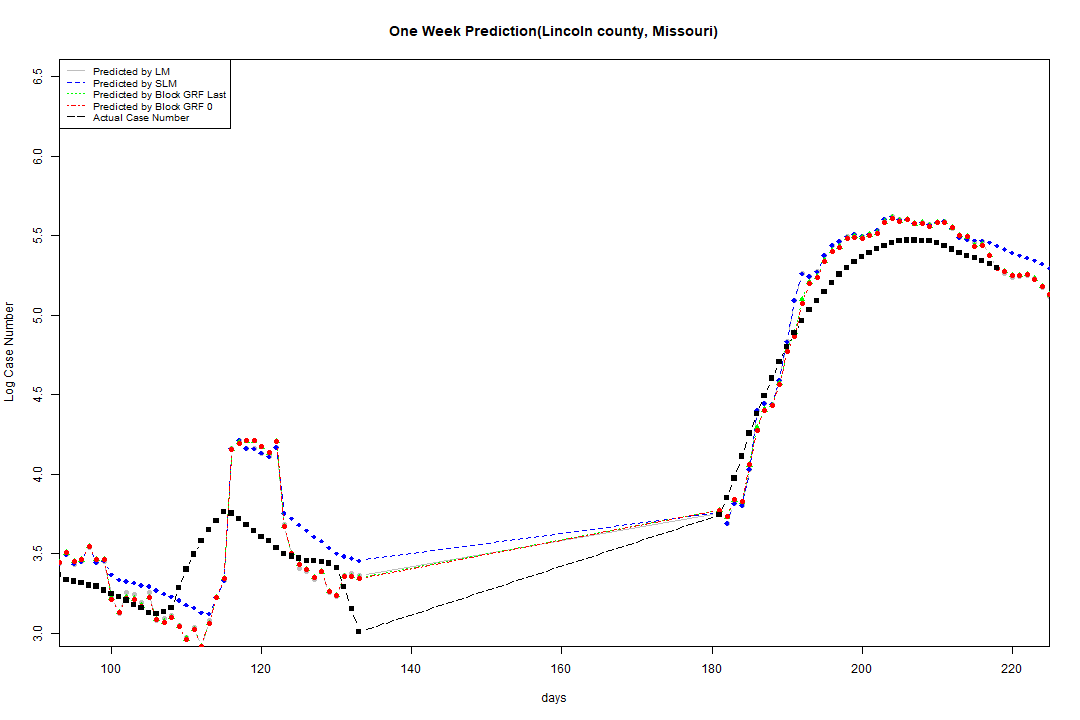 One Week Prediction(Lincoln county, Missouri)
Predicted by LM
Predicted by SLM
Predicted by Block GRF Last
Predicted by Block GRF 0
Actual Case Number
6.5
6.0
5.5
5.0
4.5
4.0
3.5
3.0
Log Case Number
100 120 140 160 180 200 220
days